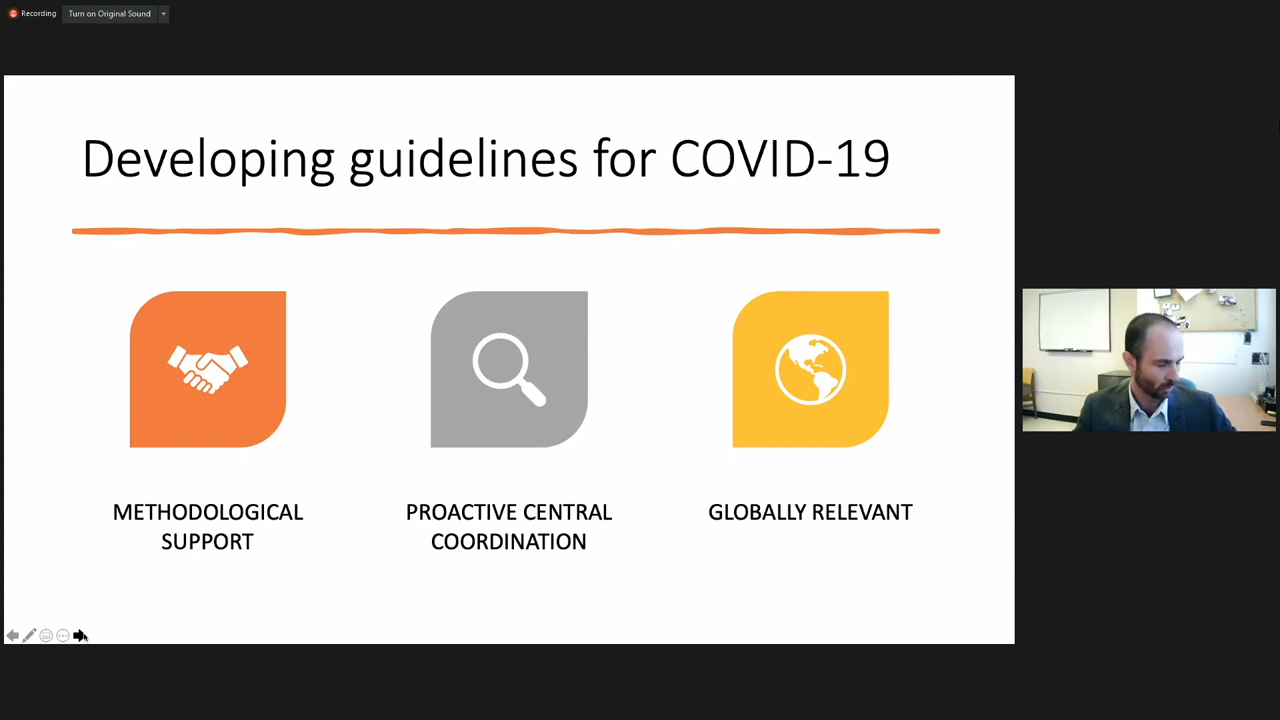 Recording
Turn on Original Sound
Developing guidelines for COVID-19
METHODOLOGICAL
SUPPORT
PROACTIVE CENTRAL
COORDINATION
GLOBALLY RELEVANT